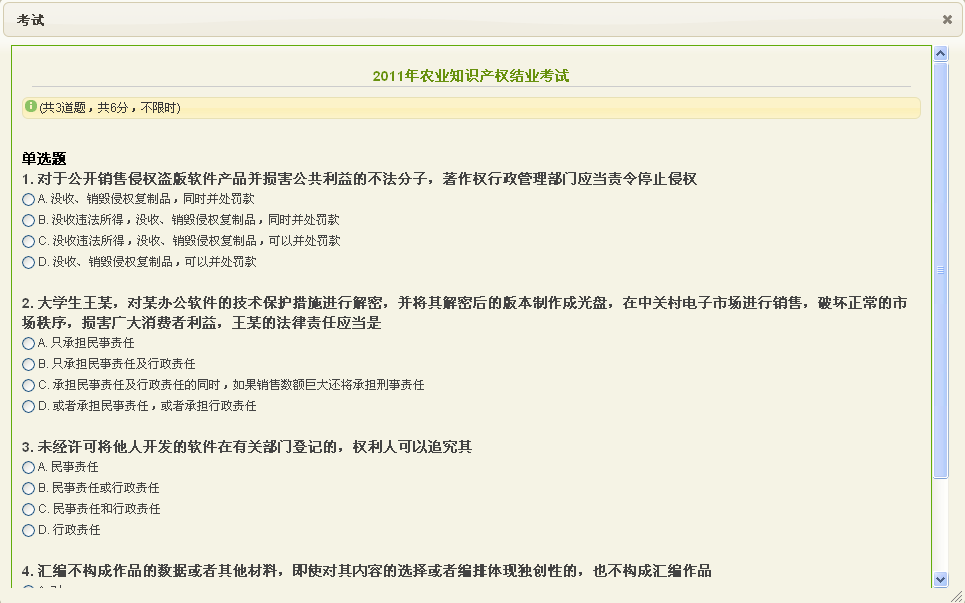 考试
2011年农业知识产权结业考试
(共3道题，共6分，不限时)
单选题
1. 对于公开销售侵权盗版软件产品并损害公共利益的不法分子，著作权行政管理部门应当责令停止侵权
A. 没收、销毁侵权复制品，同时并处罚款
B. 没收违法所得，没收、销毁侵权复制品，同时并处罚款
C. 没收违法所得，没收、销毁侵权复制品，可以并处罚款
D. 没收、销毁侵权复制品，可以并处罚款
2. 大学生王某，对某办公软件的技术保护措施进行解密，并将其解密后的版本制作成光盘，在中关村电子市场进行销售，破坏正常的市
场秩序，损害广大消费者利益，王某的法律责任应当是
A. 只承担民事责任
B. 只承担民事责任及行政责任
C. 承担民事责任及行政责任的同时，如果销售数额巨大还将承担刑事责任
D. 或者承担民事责任，或者承担行政责任
3. 未经许可将他人开发的软件在有关部门登记的，权利人可以追究其
A. 民事责任
B. 民事责任或行政责任
C. 民事责任和行政责任
D. 行政责任
4. 汇编不构成作品的数据或者其他材料，即使对其内容的选择或者编排体现独创性的，也不构成汇编作品